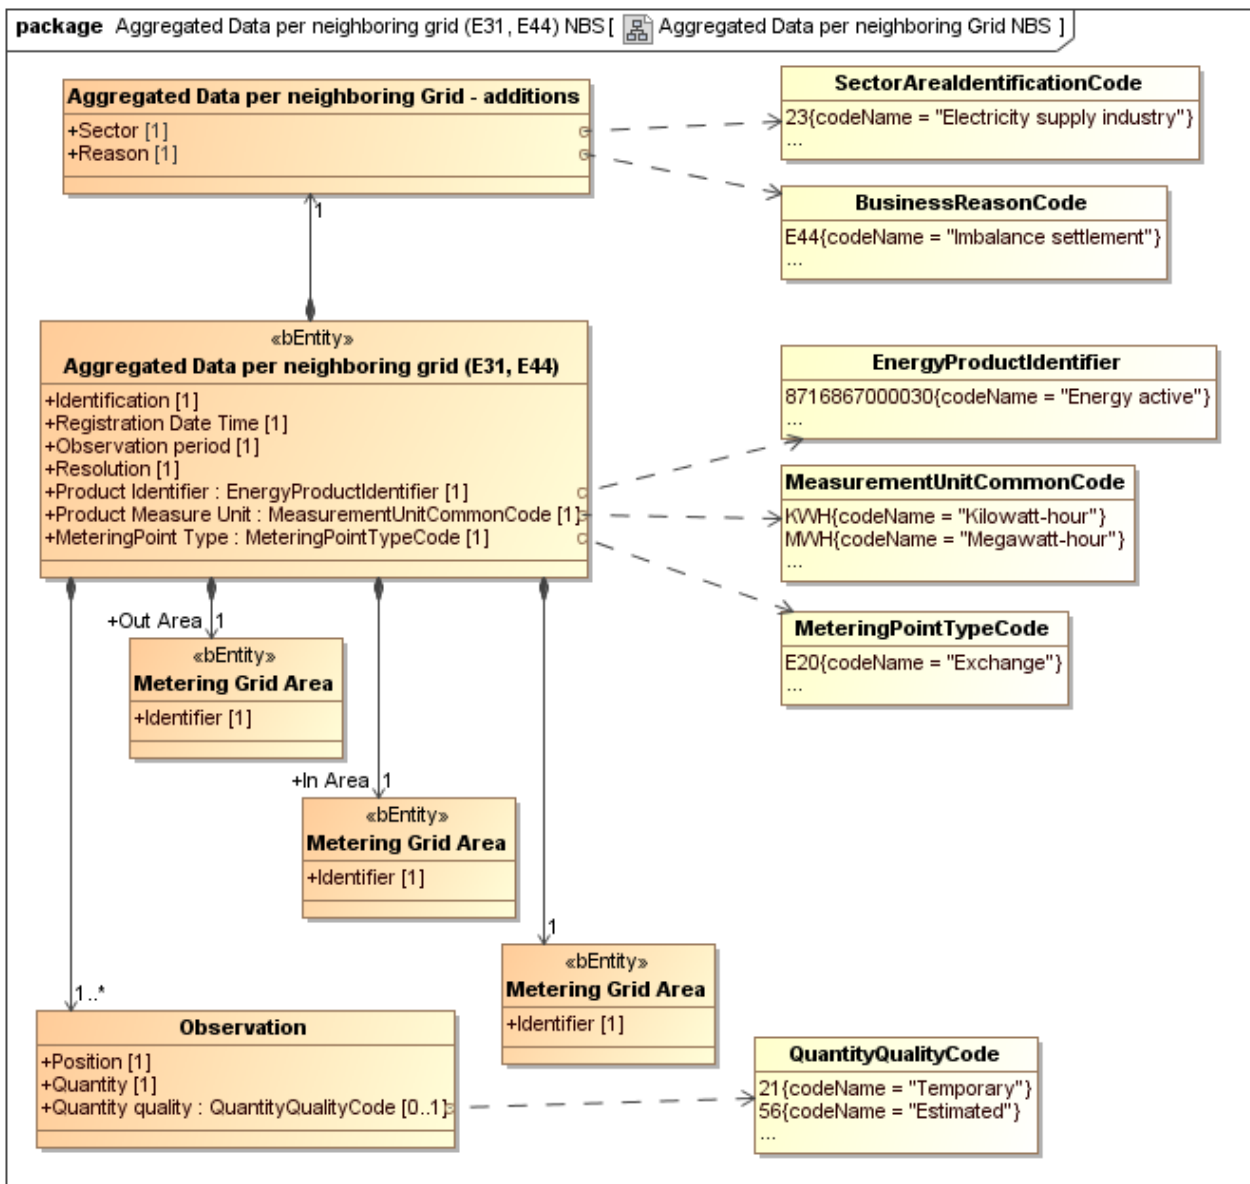 package Aggregated Data per neighboring grid (E31, E44) NBS [ Aggregated Data per neighboring Grid NBS ]
Aggregated Data per neighboring Grid - additions
+Sector [1]
+Reason [1]
SectorAreaIdentificationCode
23{codeName = "Electricity supply industry"}
...
BusinessReasonCode
E44{codeName = "Imbalance settlement"}
...
1
«bEntity»
Aggregated Data per neighboring grid (E31, E44)
+Identification [1]
+Registration Date Time [1]
+Observation period [1]
+Resolution [1]
+Product Identifier : EnergyProductIdentifier [1]
+Product Measure Unit : MeasurementUnitCommonCode [1]
+MeteringPoint Type : MeteringPointTypeCode [1]
EnergyProductIdentifier
8716867000030{codeName = "Energy active"}
...
MeasurementUnitCommonCode
KWH{codeName = "Kilowatt-hour"}
MWH{codeName = "Megawatt-hour"}
...
MeteringPointTypeCode
E20{codeName = "Exchange"}
...
+Out Area 1
«bEntity»
Metering Grid Area
+Identifier [1]
+In Area 1
«bEntity»
Metering Grid Area
+Identifier [1]
1
«bEntity»
Metering Grid Area
+Identifier [1]
1..*
Observation
+Position [1]
+Quantity [1]
+Quantity quality : QuantityQualityCode [0..1]
QuantityQualityCode
21{codeName = "Temporary"}
56{codeName = "Estimated"}
...